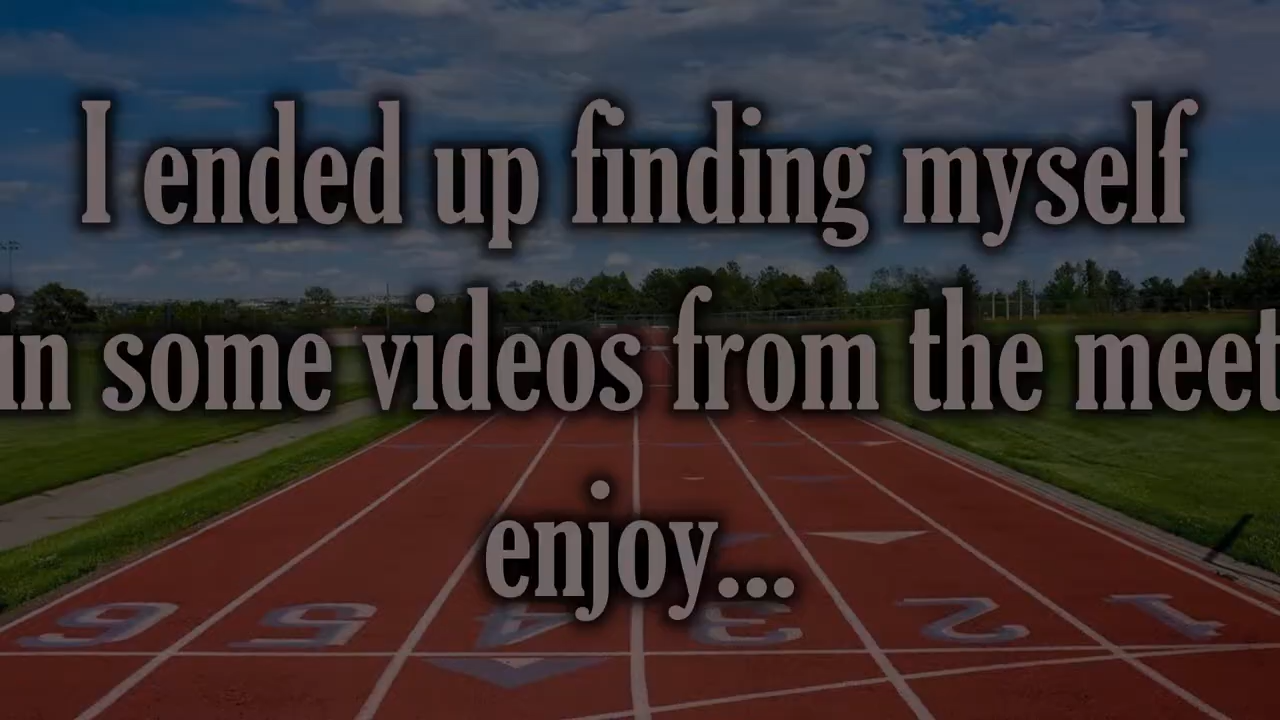 I ended up finding myself
in some videos from the meet
enjoy...
6 5 4 3 2 1